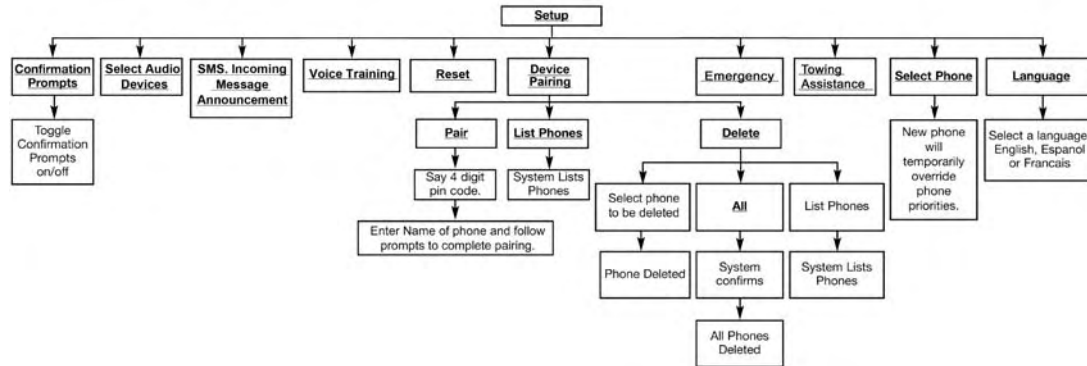 Setup
Confirmation
Prompts
Select Audio
Devices
SMS. Incoming
Message
Announcement
Voice Training
Reset
Device
Pairing
Emergency
Towing
Assistance
Select Phone
Language
Toggle
Confirmation
Prompts
on/off
Pair
List Phones
Delete
New phone
will
temporarily
override
phone
priorities.
Select a language
English, Espanol
or Francais
Say 4 digit
pin code.
System Lists
Phones
Select phone
to be deleted
All
List Phones
Enter Name of phone and follow
prompts to complete pairing.
Phone Deleted
System
confirms
System Lists
Phones
All Phones
Deleted